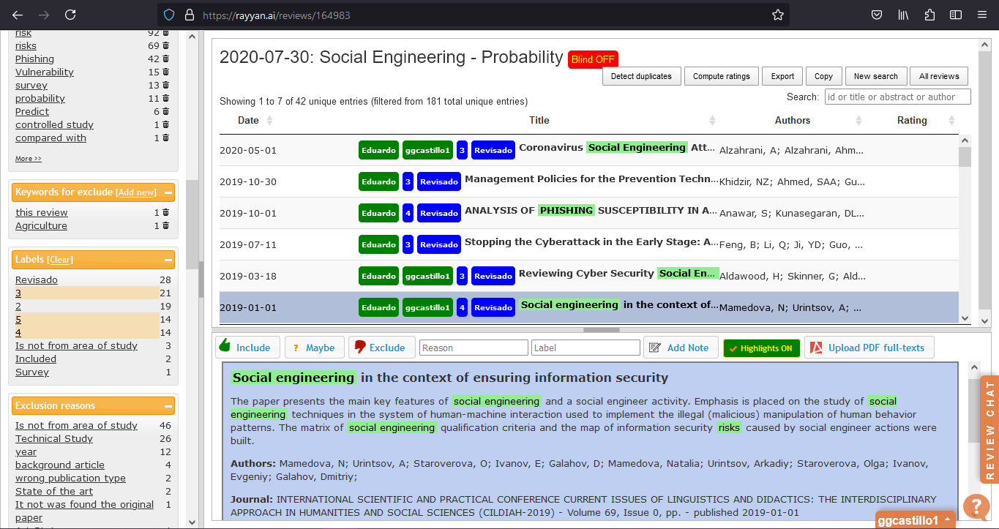 https://rayyan.ai/reviews/164983
risk 92
risks 69
Phishing 42
Vulnerability 15
survey 13
probability 11
Predict 6
controlled study 1
compared with 1
More >>
Keywords for exclude [Add new]
this review 1
Agriculture 1
Labels [Clear]
Revisado 28
3 21
2 19
5 14
4 14
Is not from area of study 3
Included 2
Survey 1
Exclusion reasons
Is not from area of study 46
Technical Study 26
year 12
background article 4
wrong publication type 2
State of the art 2
It not was found the original 1
paper
2020-07-30: Social Engineering - Probability Blind OFF
Detect duplicates Compute ratings Export Copy New search All reviews
Showing 1 to 7 of 42 unique entries (filtered from 181 total unique entries)
Search: id or title or abstract or author
Date Title Authors Rating
2020-05-01 Eduardo ggcastillo1 3 Revisado Coronavirus Social Engineering Att... Alzahrani, A; Alzahrani, Ahm...
2019-10-30 Eduardo 3 Revisado Management Policies for the Prevention Techn... Khidzir, NZ; Ahmed, SAA; Gu...
2019-10-01 Eduardo 4 Revisado ANALYSIS OF PHISHING SUSCEPTIBILITY IN A... Anawar, S; Kunasegaran, DL...
2019-07-11 Eduardo 3 Revisado Stopping the Cyberattack in the Early Stage: A... Feng, B; Li, Q; Ji, YD; Guo, ...
2019-03-18 Eduardo ggcastillo1 3 Revisado Reviewing Cyber Security Social En... Aldawood, H; Skinner, G; Ald...
2019-01-01 Eduardo ggcastillo1 4 Revisado Social engineering in the context of... Mamedova, N; Urintsov, A; ...
Include ? Maybe Exclude Reason Label Add Note Highlights ON Upload PDF full-texts
Social engineering in the context of ensuring information security
The paper presents the main key features of social engineering and a social engineer activity. Emphasis is placed on the study of social
engineering techniques in the system of human-machine interaction used to implement the illegal (malicious) manipulation of human behavior
patterns. The matrix of social engineering qualification criteria and the map of information security risks caused by social engineer actions were
built.
Authors: Mamedova, N; Urintsov, A; Staroverova, O; Ivanov, E; Galahov, D; Mamedova, Natalia; Urintsov, Arkadiy; Staroverova, Olga; Ivanov,
Evgeniy; Galahov, Dmitriy;
Journal: INTERNATIONAL SCIENTIFIC AND PRACTICAL CONFERENCE CURRENT ISSUES OF LINGUISTICS AND DIDACTICS: THE INTERDISCIPLINARY
APPROACH IN HUMANITIES AND SOCIAL SCIENCES (CILDIAH-2019) - Volume 69, Issue 0, pp. - published 2019-01-01
REVIEW CHAT
?
ggcastillo1